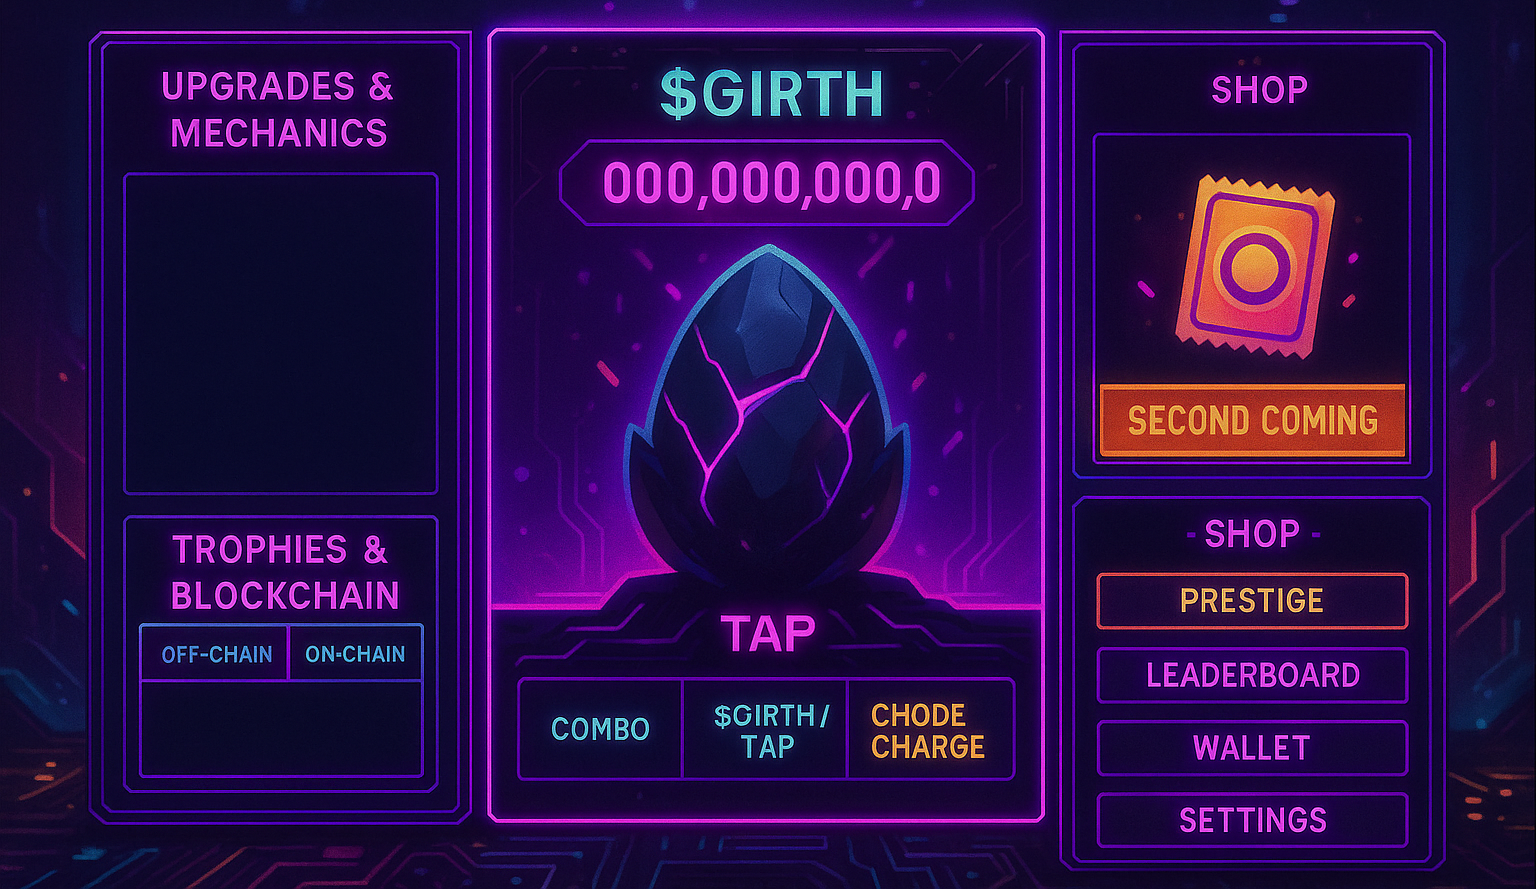 UPGRADES &
MECHANICS
TROPHIES &
BLOCKCHAIN
OFF-CHAIN
ON-CHAIN
$GIRTH
000,000,000,0
TAP
COMBO
$GIRTH/
TAP
CHODE
CHARGE
SHOP
SECOND COMING
- SHOP -
PRESTIGE
LEADERBOARD
WALLET
SETTINGS